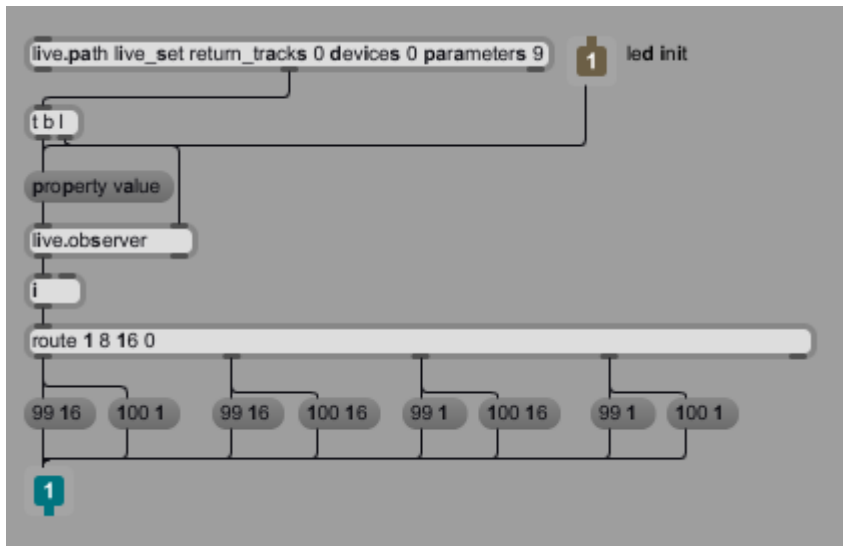 live.path live_set return_tracks 0 devices 0 parameters 9
1
led init
t b l
property value
live.observer
i
route 1 8 16 0
99 16
100 1
99 16
100 16
99 1
100 16
99 1
100 1
1